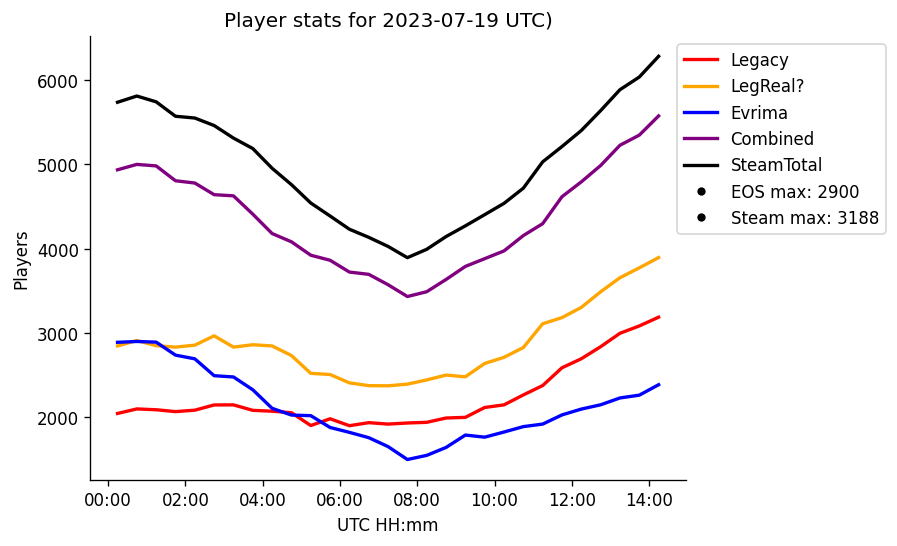 Player stats for 2023-07-19 UTC)
Legacy
LegReal?
Evrima
Combined
SteamTotal
EOS max: 2900
Steam max: 3188
Players
6000
5000
4000
3000
2000
00:00 02:00 04:00 06:00 08:00 10:00 12:00 14:00
UTC HH:mm